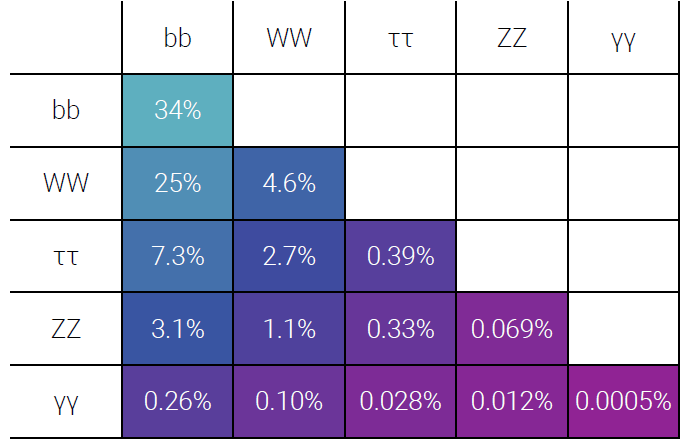 bb WW ττ ZZ γγ
bb 34%
WW 25% 4.6%
ττ 7.3% 2.7% 0.39%
ZZ 3.1% 1.1% 0.33% 0.069%
γγ 0.26% 0.10% 0.028% 0.012% 0.0005%